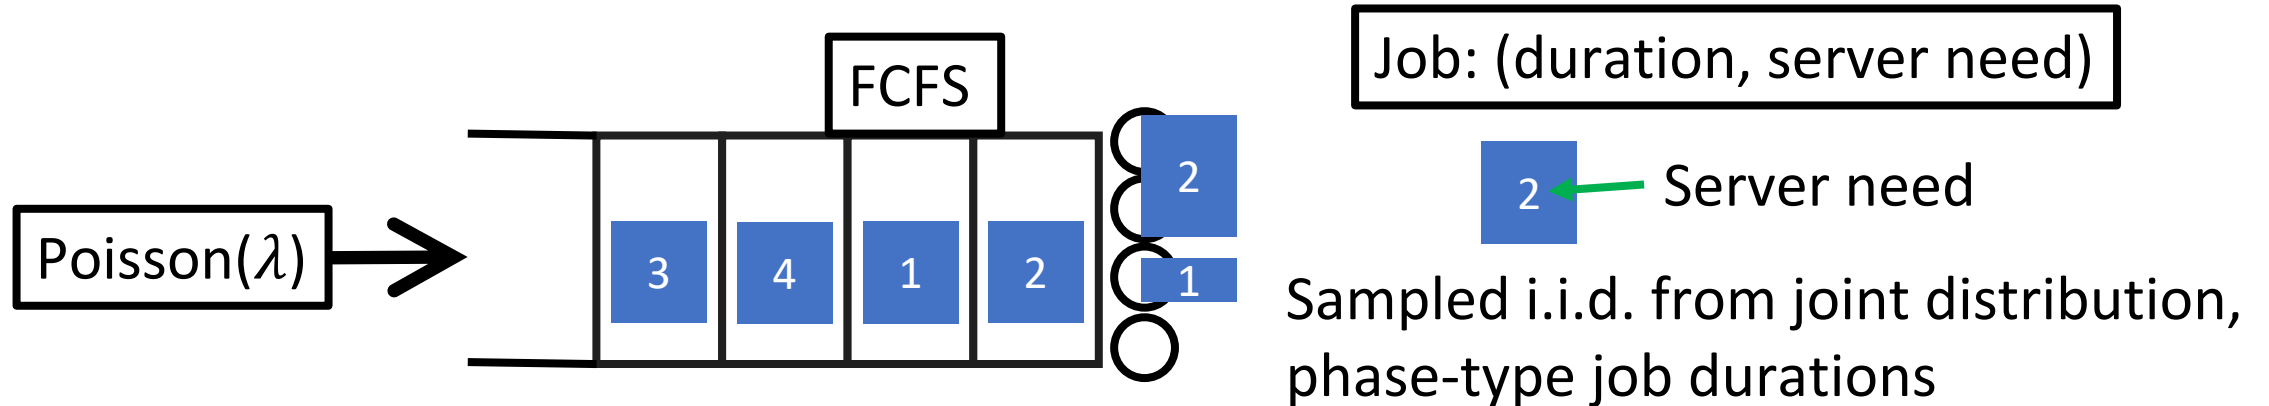 FCFS
Poisson(λ)
3 4 1 2
2
1
Job: (duration, server need)
2 Server need
Sampled i.i.d. from joint distribution,
phase-type job durations